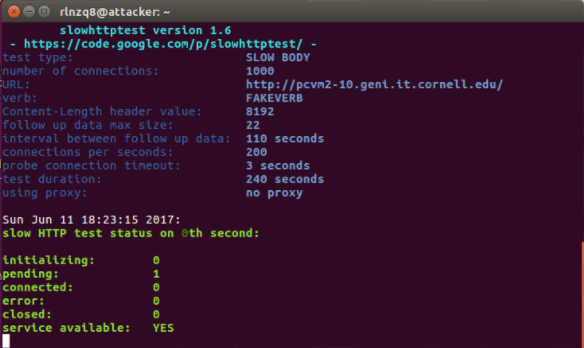 rlnzq8@attacker: ~
slowhttptest version 1.6
- https://code.google.com/p/slowhttptest/ -
test type: SLOW BODY
number of connections: 1000
URL: http://pcvm2-10.geni.it.cornell.edu/
verb: FAKEVERB
Content-Length header value: 8192
follow up data max size: 22
interval between follow up data: 110 seconds
connections per seconds: 200
probe connection timeout: 3 seconds
test duration: 240 seconds
using proxy: no proxy
Sun Jun 11 18:23:15 2017:
slow HTTP test status on 0th second:
initializing: 0
pending: 1
connected: 0
error: 0
closed: 0
service available: YES